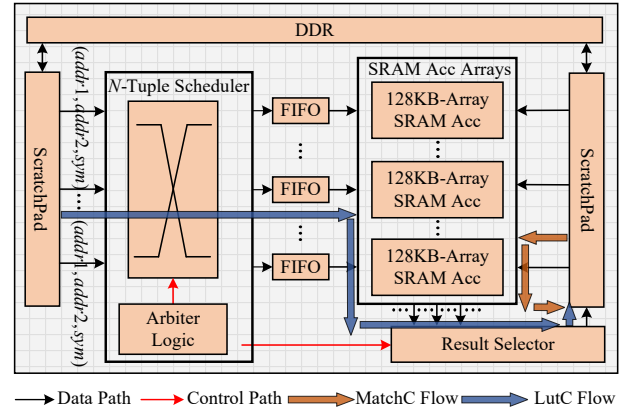 DDR
ScratchPad
(addr1,addr2,sym)
...
(addr1,addr2,sym)
N-Tuple Scheduler
Arbiter
Logic
FIFO
...
FIFO
...
FIFO
SRAM Acc Arrays
128KB-Array
SRAM Acc
...
128KB-Array
SRAM Acc
...
128KB-Array
SRAM Acc
ScratchPad
Result Selector
Data Path
Control Path
MatchC Flow
LutC Flow